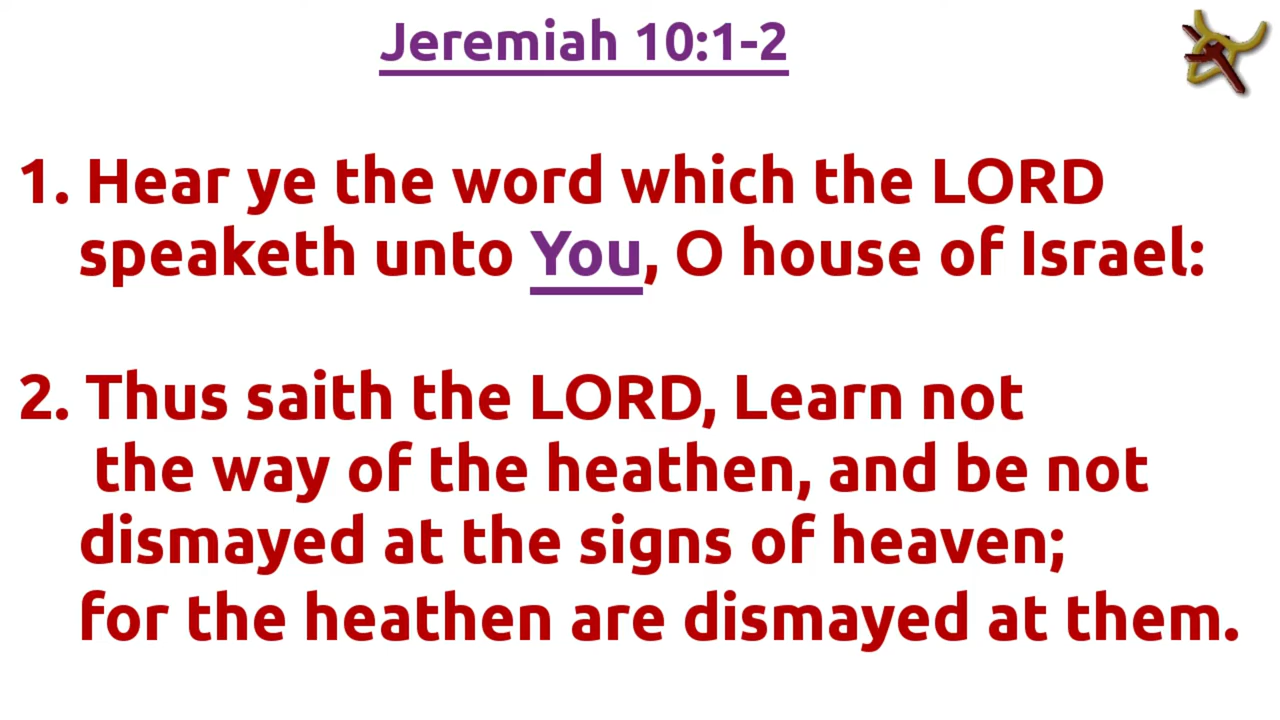 Jeremiah 10:1-2
1. Hear ye the word which the LORD
speaketh unto You, O house of Israel:
2. Thus saith the LORD, Learn not
the way of the heathen, and be not
dismayed at the signs of heaven;
for the heathen are dismayed at them.